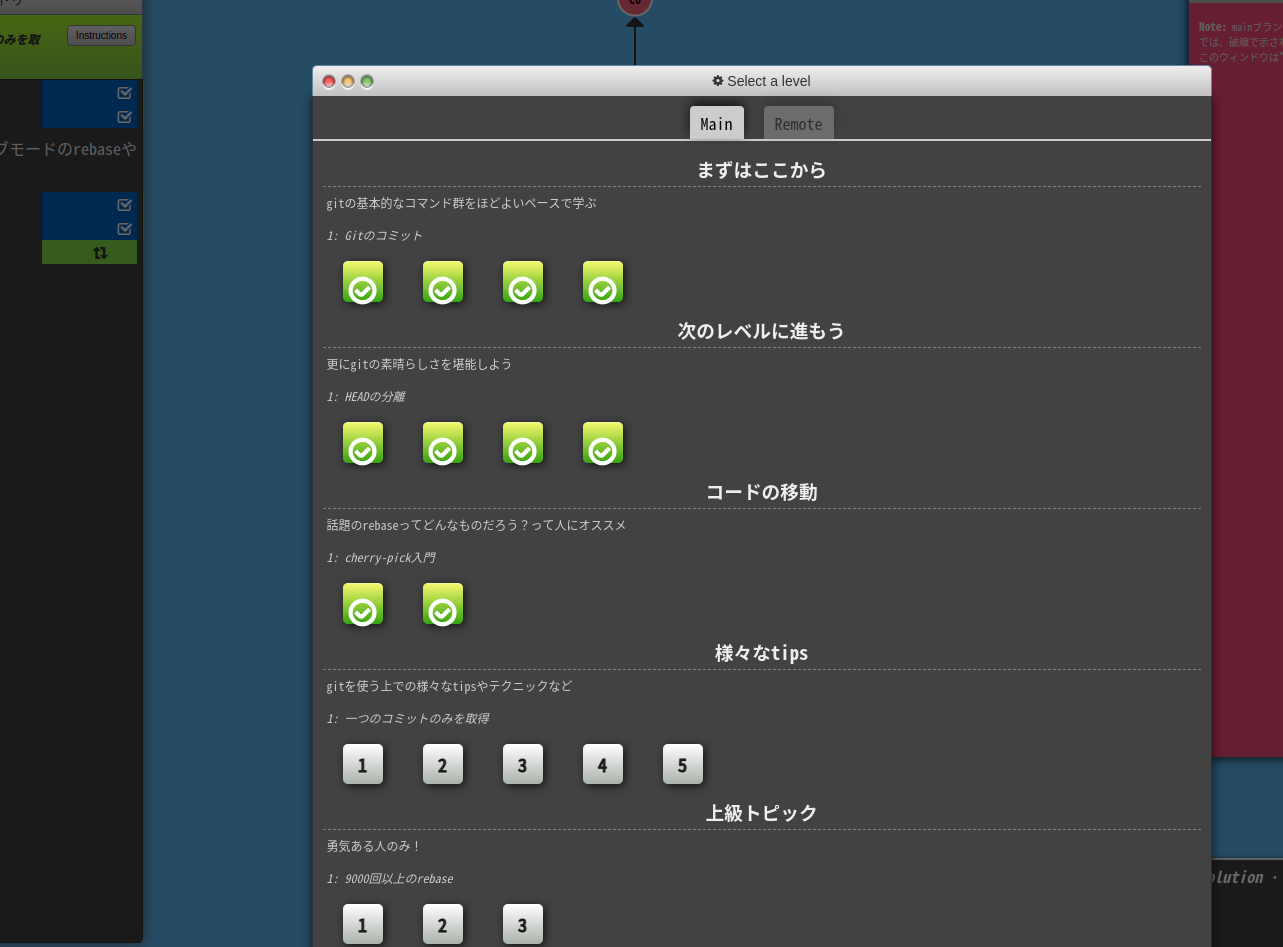 のみを取
Instructions
ブモードのrebaseや
Select a level
Main
Remote
まずはここから
gitの基本的なコマンド群をほどよいペースで学ぶ
1: Gitのコミット
次のレベルに進もう
更にgitの素晴らしさを堪能しよう
1: HEADの分離
コードの移動
話題のrebaseってどんなものだろう？って人にオススメ
1: cherry-pick入門
様々なtips
gitを使う上での様々なtipsやテクニックなど
1: 一つのコミットのみを取得
1 2 3 4 5
上級トピック
勇気ある人のみ！
1: 9000回以上のrebase
1 2 3
Note: mainブラン
では、破線で示さ
このウィンドウは
olution ·